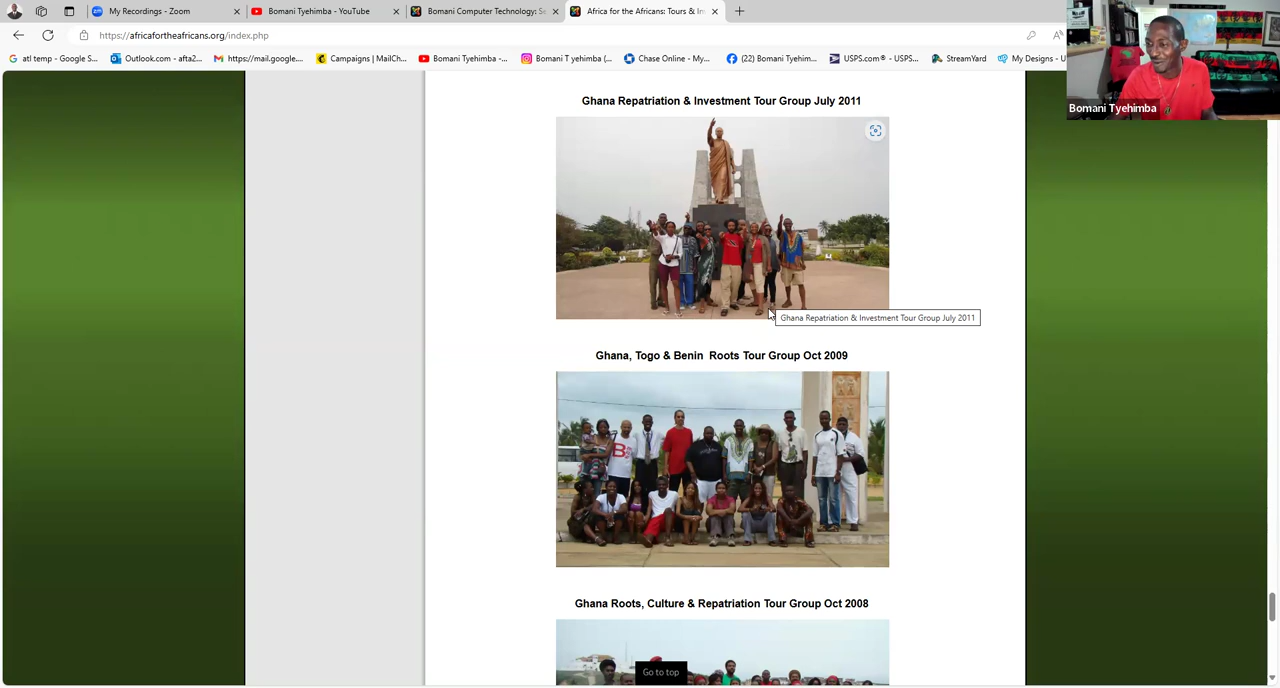 My Recordings - Zoom
Bomani Tyehimba - YouTube
Bomani Computer Technology: Se
Africa for the Africans: Tours & In
https://africafortheafricans.org/index.php
atl temp - Google S...
Outlook.com - afta2...
https://mail.google....
Campaigns | MailCh...
Bomani Tyehimba -...
Bomani T yehimba (...
Chase Online - My...
(22) Bomani Tyehim...
USPS.com® - USPS...
StreamYard
My Designs - U
Bomani Tyehimba
Ghana Repatriation & Investment Tour Group July 2011
Ghana Repatriation & Investment Tour Group July 2011
Ghana, Togo & Benin Roots Tour Group Oct 2009
B
Ghana Roots, Culture & Repatriation Tour Group Oct 2008
Go to top